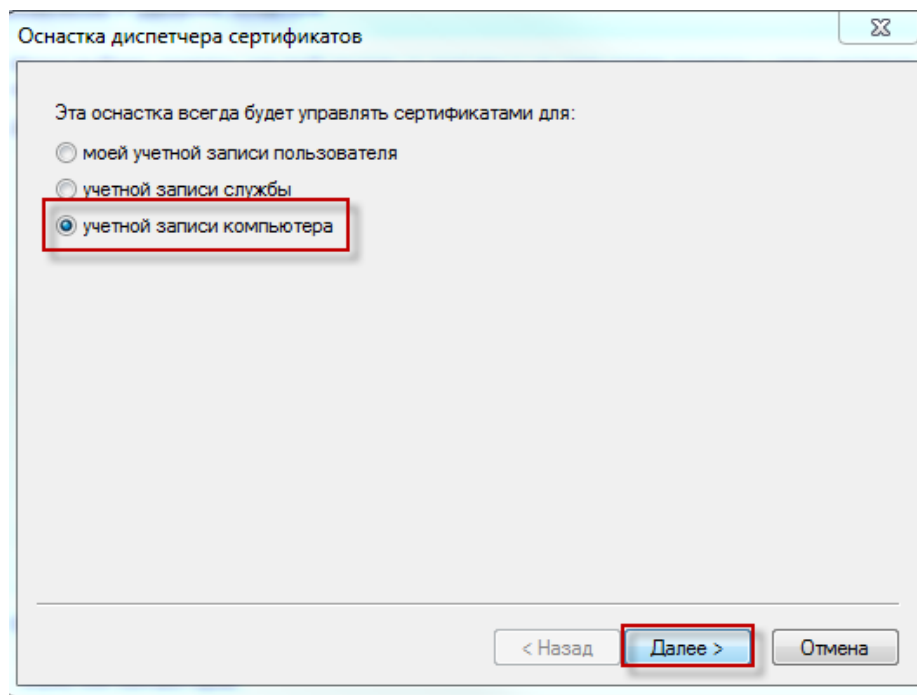 Оснастка диспетчера сертификатов
Эта оснастка всегда будет управлять сертификатами для:
моей учетной записи пользователя
учетной записи службы
учетной записи компьютера
< Назад
Далее >
Отмена